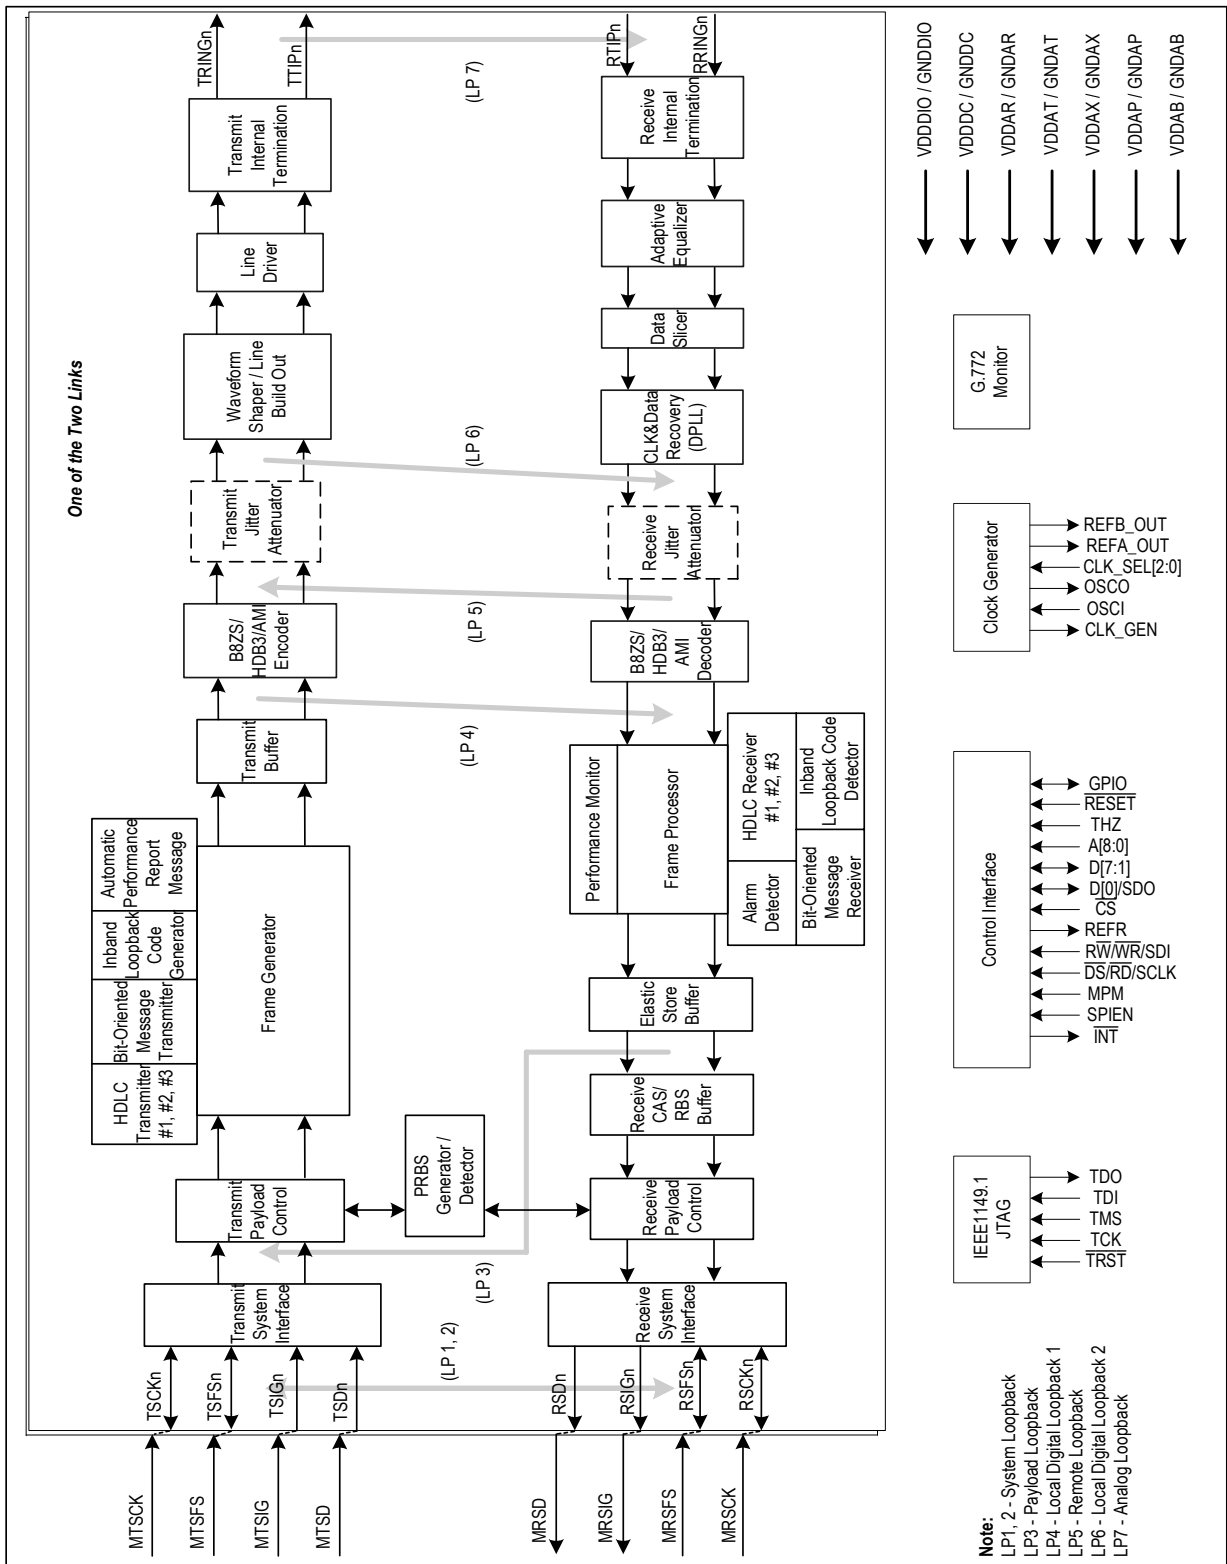 One of the Two Links
TRINGn
TTIPn
Transmit
Internal
Termination
Line
Driver
Waveform
Shaper / Line
Build Out
Transmit
Jitter
Attenuator
B8ZS/
HDB3/AMI
Encoder
Transmit
Buffer
Automatic
Performance
Report
Message
Inband
Loopback
Code
Generator
Bit-Oriented
Message
Transmitter
HDLC
Transmitter
#1, #2, #3
Frame Generator
Transmit
Payload
Control
Transmit
System
Interface
TSCKn
TSFSn
TSIGn
TSDn
MTSCK
MTSFS
MTSIG
MTSD
(LP 7)
(LP 6)
(LP 5)
(LP 4)
(LP 3)
(LP 1, 2)
PRBS
Generator /
Detector
RTIPn
RRINGn
Receive
Internal
Termination
Adaptive
Equalizer
Data
Slicer
CLK&Data
Recovery
(DPLL)
Receive
Jitter
Attenuator
B8ZS/
HDB3/
AMI
Decoder
Performance Monitor
Frame Processor
HDLC Receiver
#1, #2, #3
Inband
Loopback Code
Detector
Alarm
Detector
Bit-Oriented
Message
Receiver
Elastic
Store
Buffer
Receive
CAS/
RBS
Buffer
Receive
Payload
Control
Receive
System
Interface
RSDn
RSIGn
RSFSn
RSCKn
MRSD
MRSIG
MRSFS
MRSCK
VDDDIO / GNDDIO
VDDDC / GNDDC
VDDAR / GNDAR
VDDAT / GNDAT
VDDAX / GNDAX
VDDAP / GNDAP
VDDAB / GNDAB
G.772
Monitor
Clock Generator
REFB_OUT
REFA_OUT
CLK_SEL[2:0]
OSCO
OSCI
CLK_GEN
Control Interface
GPIO
RESET
THZ
A[8:0]
D[7:1]
D[0]/SDO
CS
REFR
RW/WR/SDI
DS/RD/SCLK
MPM
SPIEN
INT
IEEE1149.1
JTAG
TDO
TDI
TMS
TCK
TRST
Note:
LP1, 2 - System Loopback
LP3 - Payload Loopback
LP4 - Local Digital Loopback 1
LP5 - Remote Loopback
LP6 - Local Digital Loopback 2
LP7 - Analog Loopback